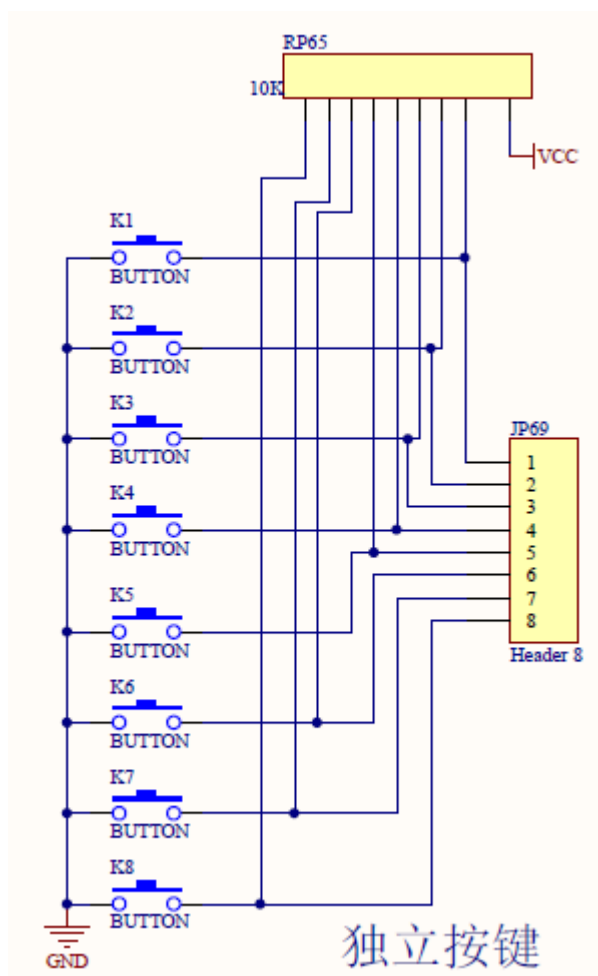 RP65
10K
VCC
K1
BUTTON
K2
BUTTON
K3
BUTTON
K4
BUTTON
K5
BUTTON
K6
BUTTON
K7
BUTTON
K8
BUTTON
GND
JP69
1
2
3
4
5
6
7
8
Header 8
独立按键